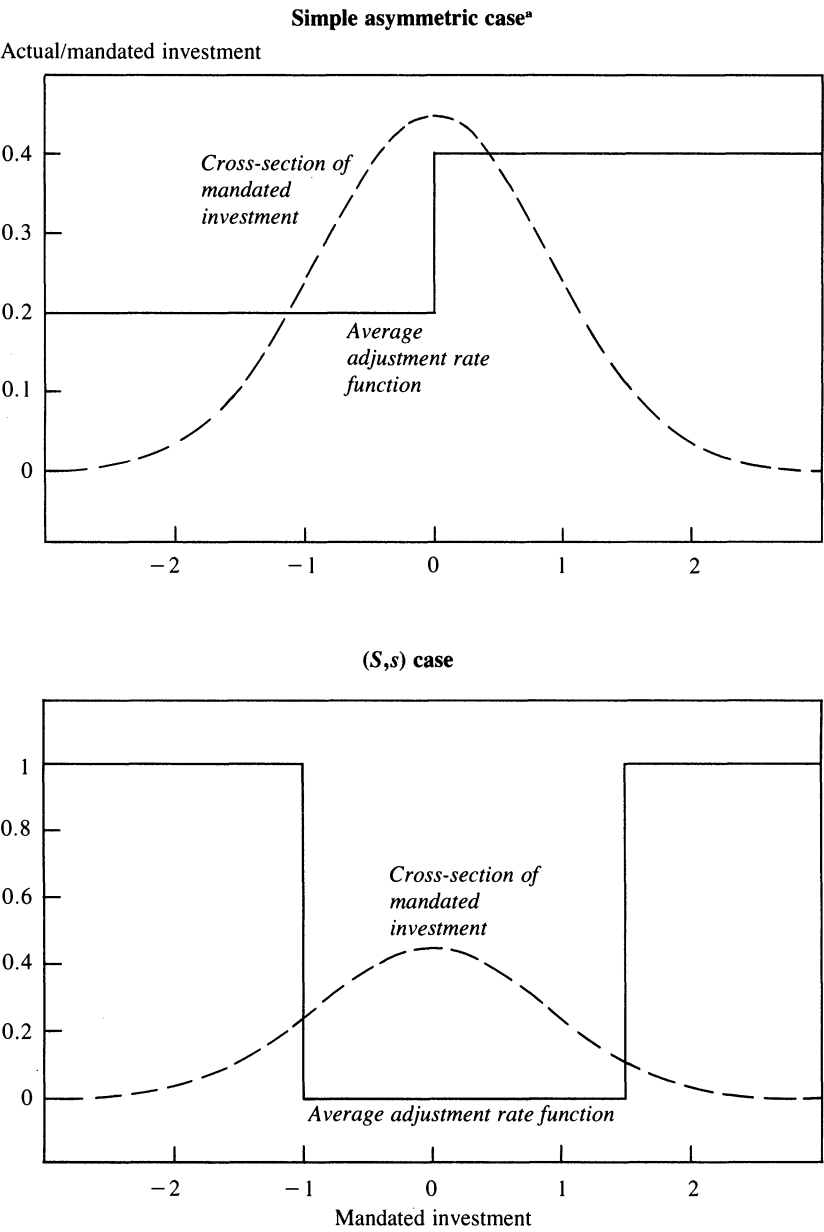 Simple asymmetric caseᵃ
Actual/mandated investment
0.4
0.3
0.2
0.1
0
Cross-section of
mandated
investment
Average
adjustment rate
function
−2
−1
0
1
2
(S,s) case
1
0.8
0.6
0.4
0.2
0
Cross-section of
mandated
investment
Average adjustment rate function
−2
−1
0
1
2
Mandated investment